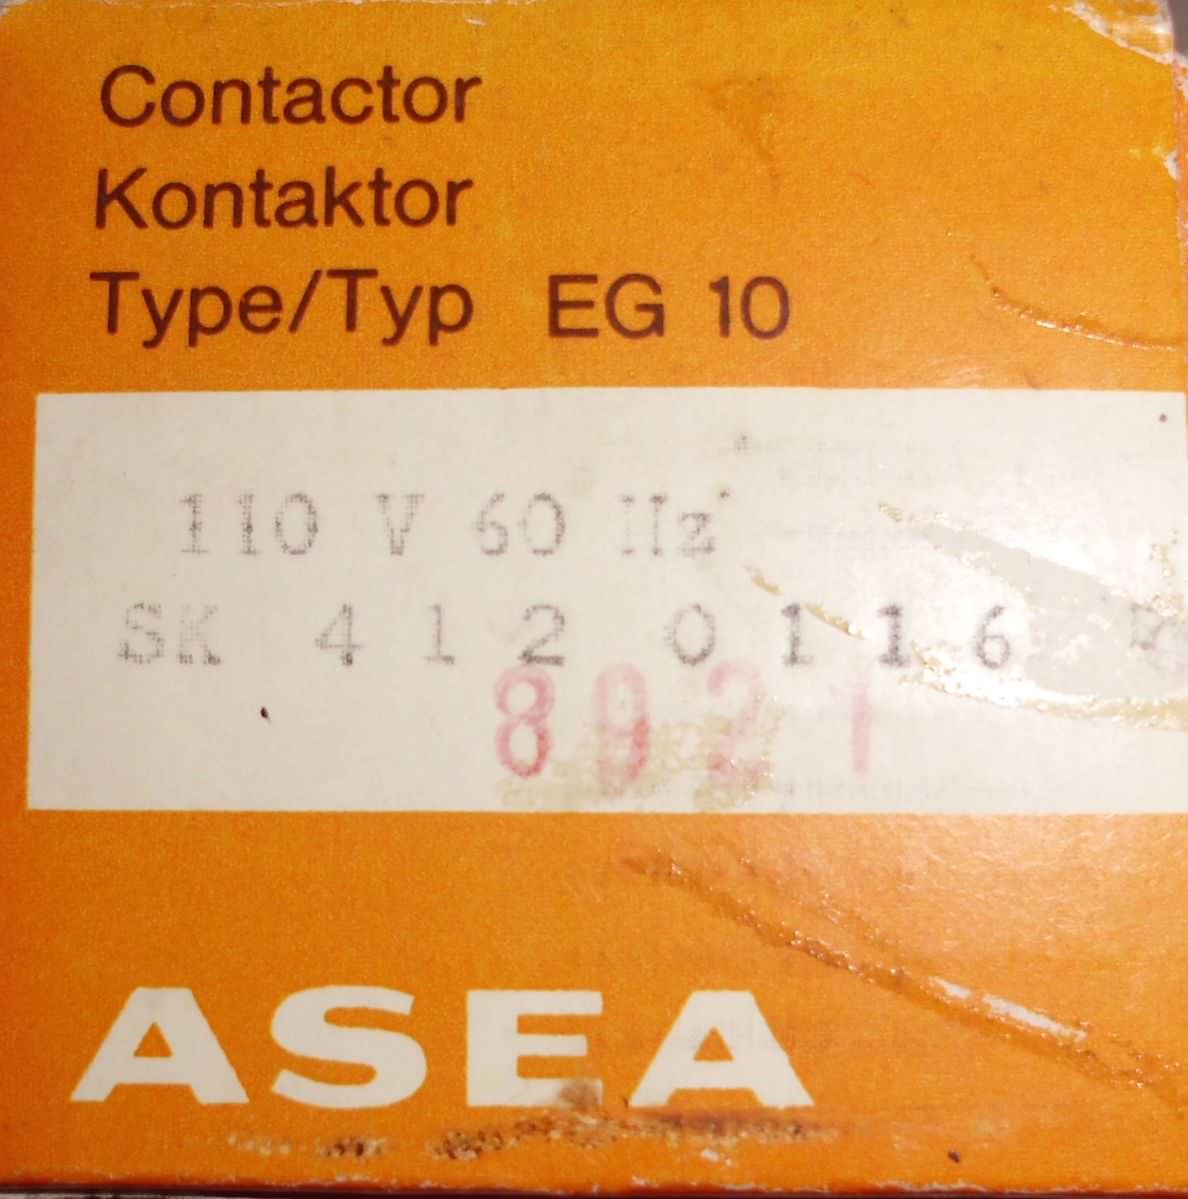 Contactor
Kontaktor
Type/Typ EG 10
110 V 60 Hz
SK 412 0116
8921
ASEA